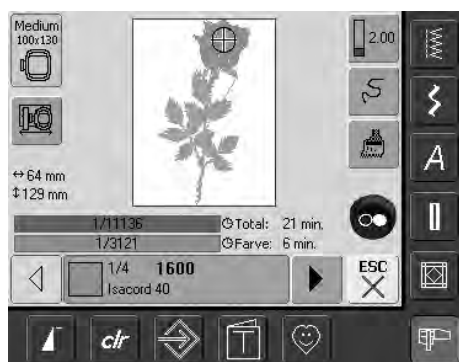 Medium
100x130
2.00
↔ 64 mm
↕ 129 mm
1/11136
Total: 21 min.
1/3121
Farve: 6 min.
1/4 1600
Isacord 40
ESC
A
clr
T